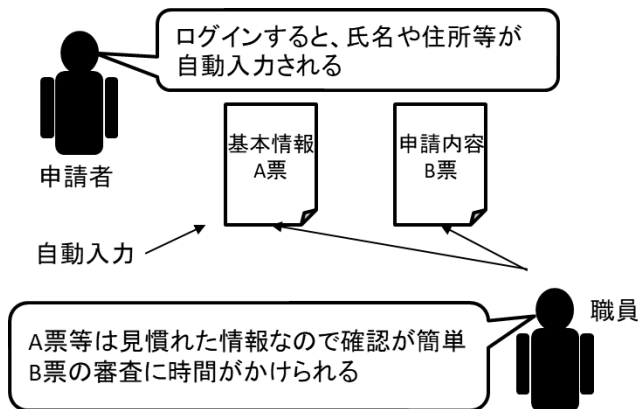 ログインすると、氏名や住所等が
自動入力される
申請者
基本情報
A票
申請内容
B票
自動入力
職員
A票等は見慣れた情報なので確認が簡単
B票の審査に時間がかけられる